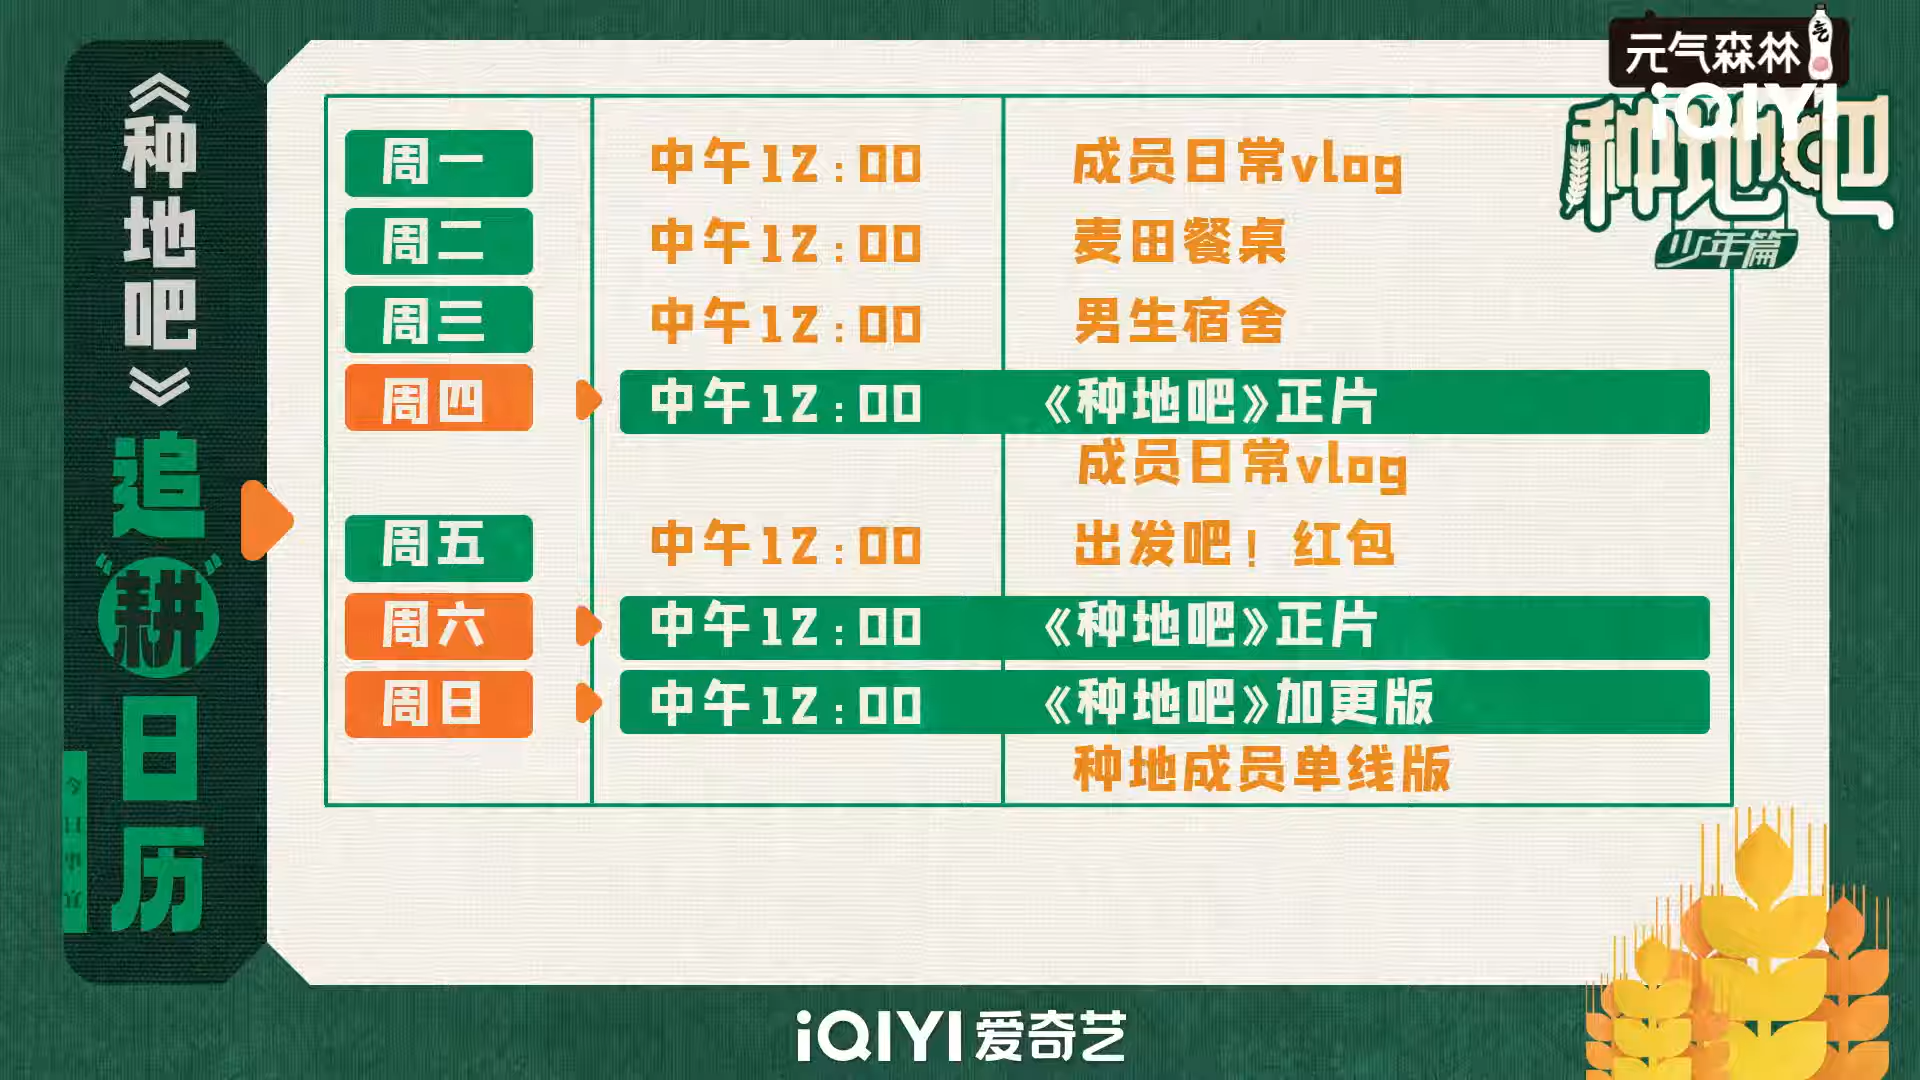 《种地吧》追"耕"日历
今日事宜
元气森林
气
iQIYI
种地吧
少年篇
周一 中午12:00 成员日常vlog
周二 中午12:00 麦田餐桌
周三 中午12:00 男生宿舍
周四 中午12:00 《种地吧》正片
成员日常vlog
周五 中午12:00 出发吧！红包
周六 中午12:00 《种地吧》正片
周日 中午12:00 《种地吧》加更版
种地成员单线版
iQIYI 爱奇艺